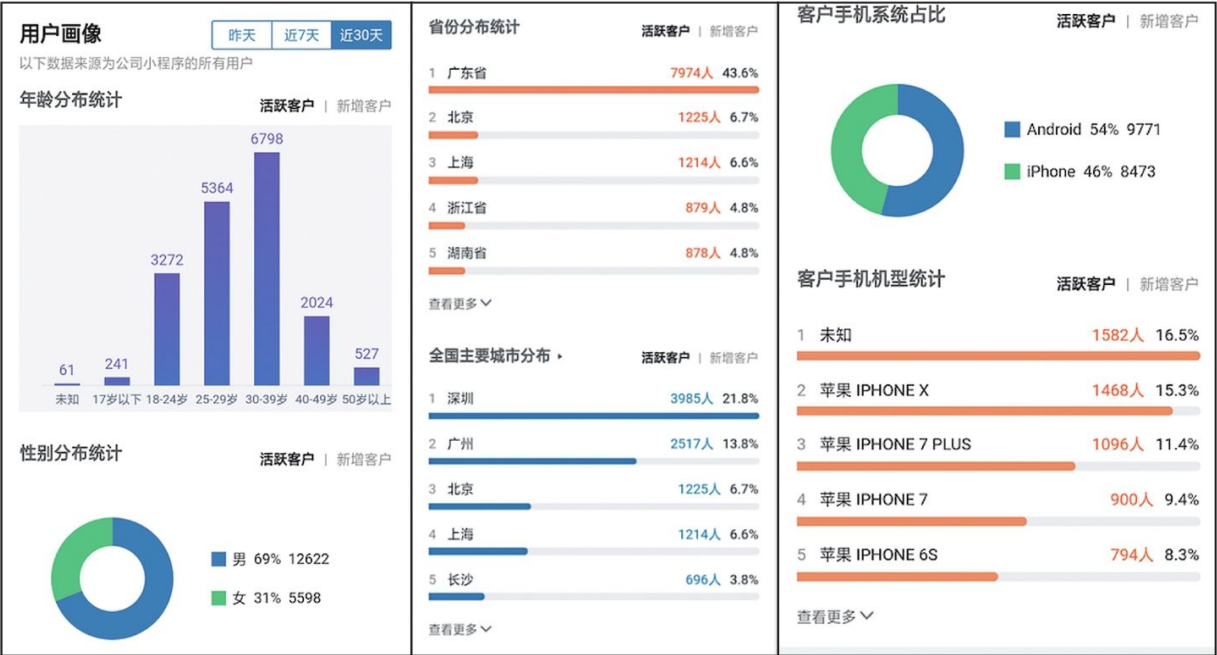 用户画像
昨天 近7天 近30天
以下数据来源为公司小程序的所有用户
年龄分布统计 活跃客户 | 新增客户
61 241 3272 5364 6798 2024 527
未知 17岁以下 18-24岁 25-29岁 30-39岁 40-49岁 50岁以上
性别分布统计 活跃客户 | 新增客户
男 69% 12622
女 31% 5598
省份分布统计 活跃客户 | 新增客户
1 广东省 7974人 43.6%
2 北京 1225人 6.7%
3 上海 1214人 6.6%
4 浙江省 879人 4.8%
5 湖南省 878人 4.8%
查看更多
全国主要城市分布 活跃客户 | 新增客户
1 深圳 3985人 21.8%
2 广州 2517人 13.8%
3 北京 1225人 6.7%
4 上海 1214人 6.6%
5 长沙 696人 3.8%
查看更多
客户手机系统占比 活跃客户 | 新增客户
Android 54% 9771
iPhone 46% 8473
客户手机机型统计 活跃客户 | 新增客户
1 未知 1582人 16.5%
2 苹果 IPHONE X 1468人 15.3%
3 苹果 IPHONE 7 PLUS 1096人 11.4%
4 苹果 IPHONE 7 900人 9.4%
5 苹果 IPHONE 6S 794人 8.3%
查看更多